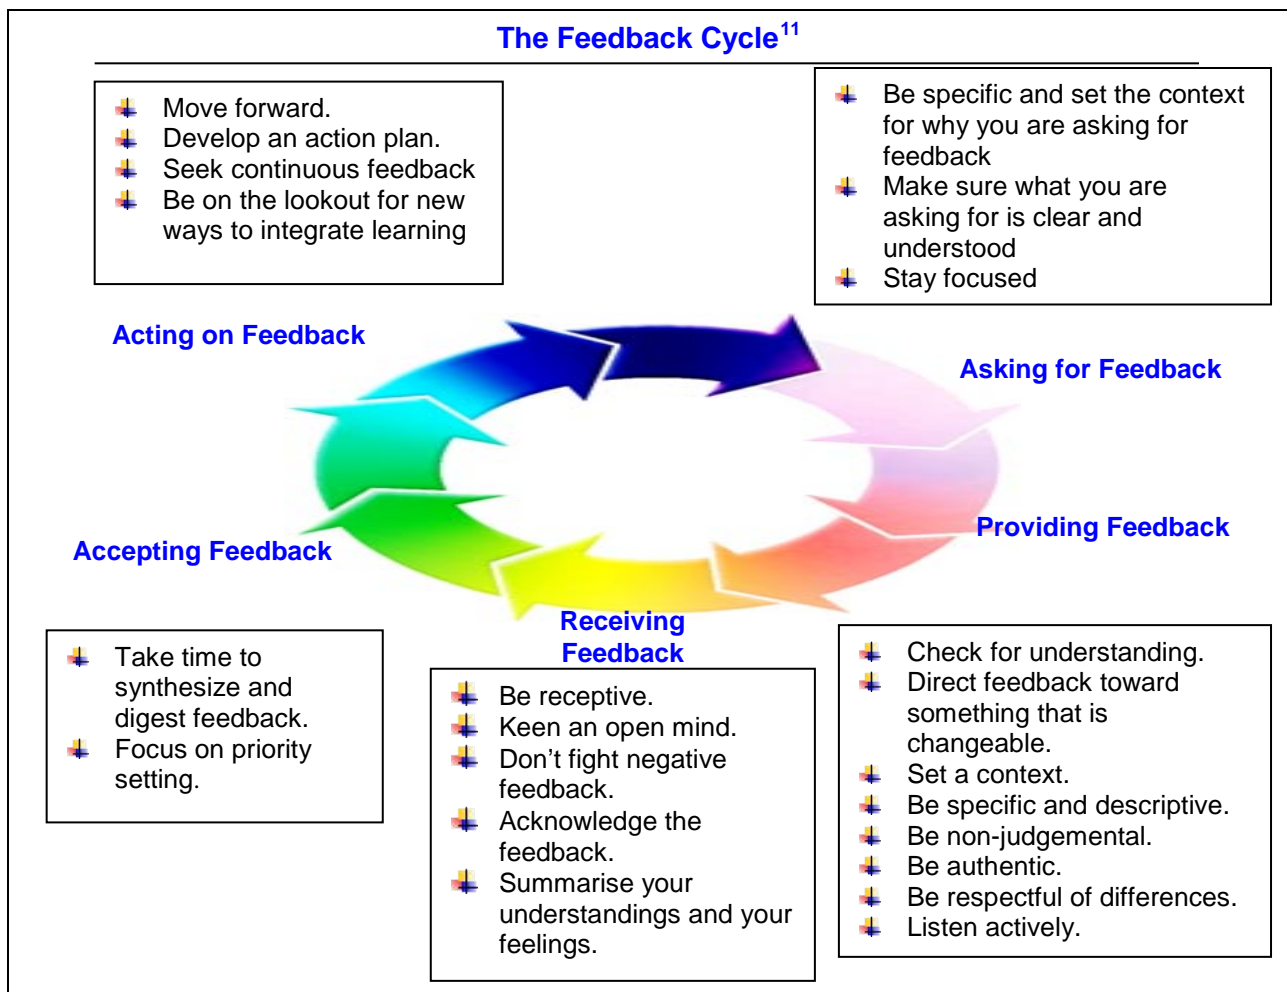 The Feedback Cycle11
Move forward.
Develop an action plan.
Seek continuous feedback
Be on the lookout for new
ways to integrate learning
Be specific and set the context
for why you are asking for
feedback
Make sure what you are
asking for is clear and
understood
Stay focused
Acting on Feedback
Asking for Feedback
Providing Feedback
Accepting Feedback
Receiving
Feedback
Take time to
synthesize and
digest feedback.
Focus on priority
setting.
Be receptive.
Keen an open mind.
Don’t fight negative
feedback.
Acknowledge the
feedback.
Summarise your
understandings and your
feelings.
Check for understanding.
Direct feedback toward
something that is
changeable.
Set a context.
Be specific and descriptive.
Be non-judgemental.
Be authentic.
Be respectful of differences.
Listen actively.